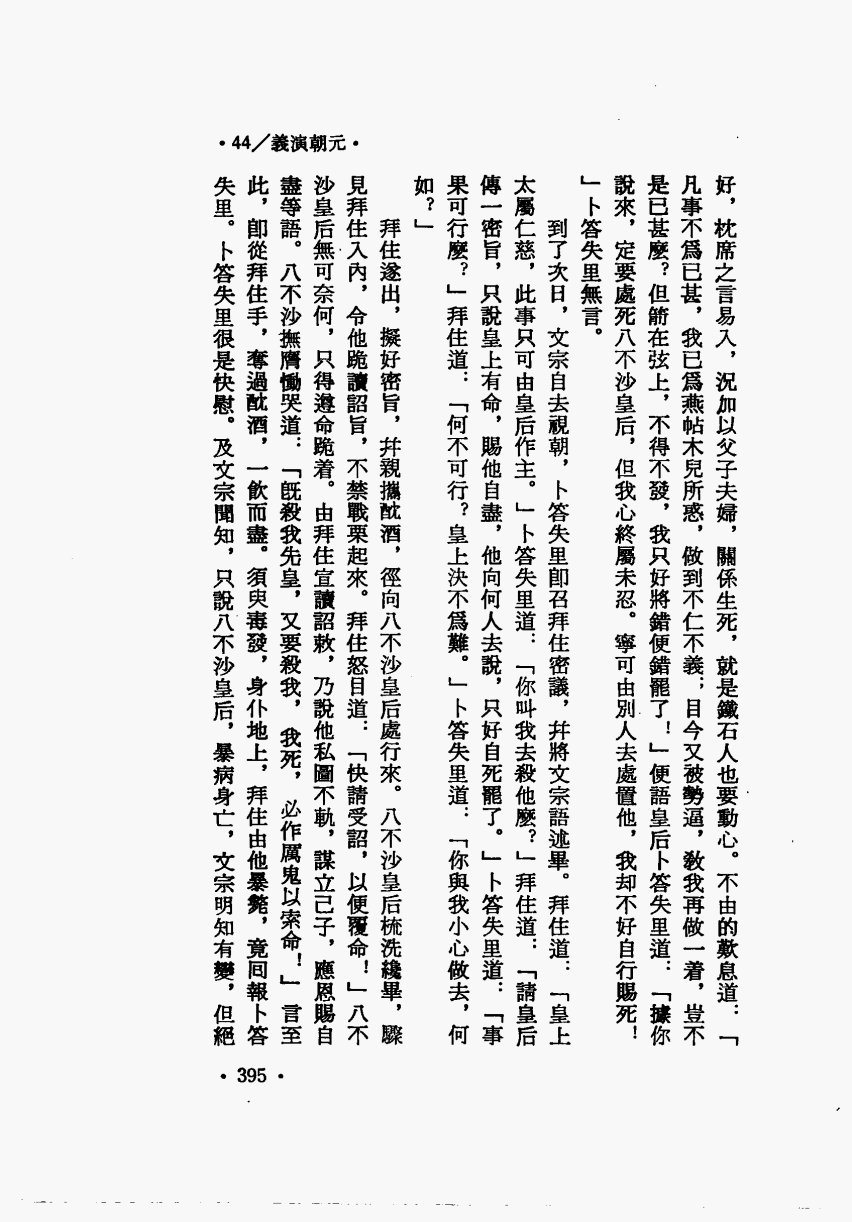 •44／義演朝元•
好，枕席之言易入，況加以父子夫婦，關係生死，就是鐵石人也要動心。不由的歎息道：「
凡事不爲已甚，我已爲燕帖木兒所惑，做到不仁不義；目今又被勢逼，敎我再做一着，豈不
是已甚麼？但箭在弦上，不得不發，我只好將錯便錯罷了！」便語皇后卜答失里道：「據你
說來，定要處死八不沙皇后，但我心終屬未忍。寧可由別人去處置他，我却不好自行賜死！
」卜答失里無言。
到了次日，文宗自去視朝，卜答失里卽召拜住密議，幷將文宗語述畢。拜住道：「皇上
太屬仁慈，此事只可由皇后作主。」卜答失里道：「你叫我去殺他麼？」拜住道：「請皇后
傳一密旨，只說皇上有命，賜他自盡，他向何人去說，只好自死罷了。」卜答失里道：「事
果可行麼？」拜住道：「何不可行？皇上決不爲難。」卜答失里道：「你與我小心做去，何
如？」
拜住遂出，擬好密旨，幷親攜酖酒，徑向八不沙皇后處行來。八不沙皇后梳洗纔畢，驟
見拜住入內，令他跪讀詔旨，不禁戰栗起來。拜住怒目道：「快請受詔，以便覆命！」八不
沙皇后無可奈何，只得遵命跪着。由拜住宣讀詔敕，乃說他私圖不軌，謀立己子，應恩賜自
盡等語。八不沙撫膺慟哭道：「旣殺我先皇，又要殺我，我死，必作厲鬼以索命！」言至
此，卽從拜住手，奪過酖酒，一飲而盡。須臾毒發，身仆地上，拜住由他暴斃，竟囘報卜答
失里。卜答失里很是快慰。及文宗聞知，只說八不沙皇后，暴病身亡，文宗明知有變，但絕
•395•